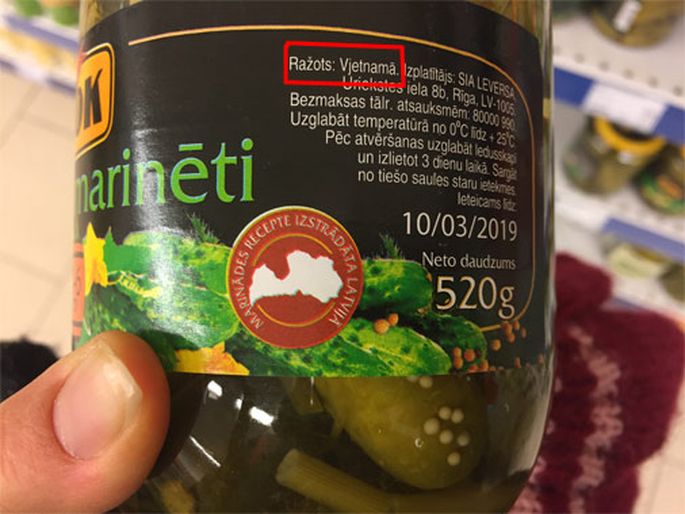 Ražots: Vjetnamā. Izplatītājs: SIA LEVERSA
Uriekstes iela 8b, Rīga, LV-1005
Bezmaksas tālr. atsauksmēm: 80000 990
Uzglabāt temperatūrā no 0°C līdz +25°C
Pēc atvēršanas uzglabāt ledusskapī
un izlietot 3 dienu laikā. Sargāt
no tiešo saules staru ietekmes.
Ieteicams līdz:
10/03/2019
Neto daudzums
520g
marinēti
MARINĀDES RECEPTE IZSTRĀDĀTA LATVIJĀ